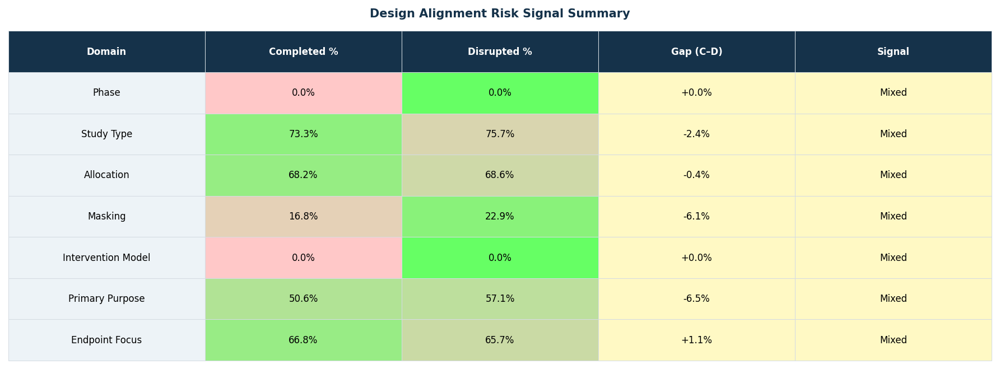 Design Alignment Risk Signal Summary
Domain Completed % Disrupted % Gap (C–D) Signal
Phase 0.0% 0.0% +0.0% Mixed
Study Type 73.3% 75.7% -2.4% Mixed
Allocation 68.2% 68.6% -0.4% Mixed
Masking 16.8% 22.9% -6.1% Mixed
Intervention Model 0.0% 0.0% +0.0% Mixed
Primary Purpose 50.6% 57.1% -6.5% Mixed
Endpoint Focus 66.8% 65.7% +1.1% Mixed